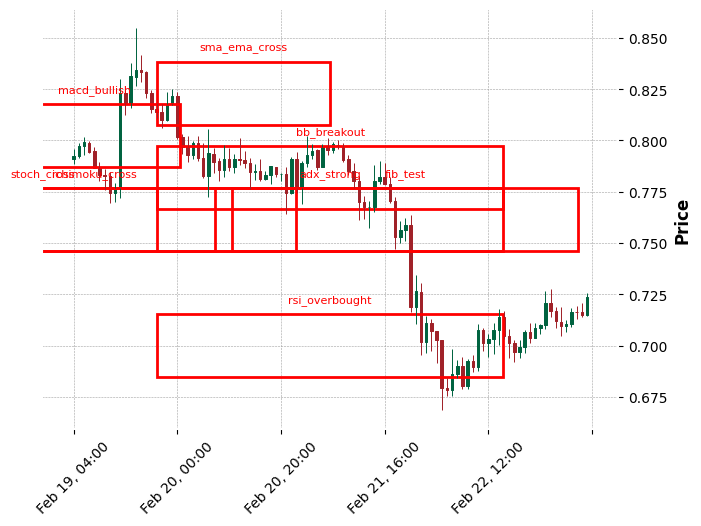 sma_ema_cross
macd_bullish
bb_breakout
stoch_cross
ichimoku_cross
adx_strong
fib_test
rsi_overbought
0.850
0.825
0.800
0.775
0.750
0.725
0.700
0.675
Price
Feb 19, 04:00
Feb 20, 00:00
Feb 20, 20:00
Feb 21, 16:00
Feb 22, 12:00